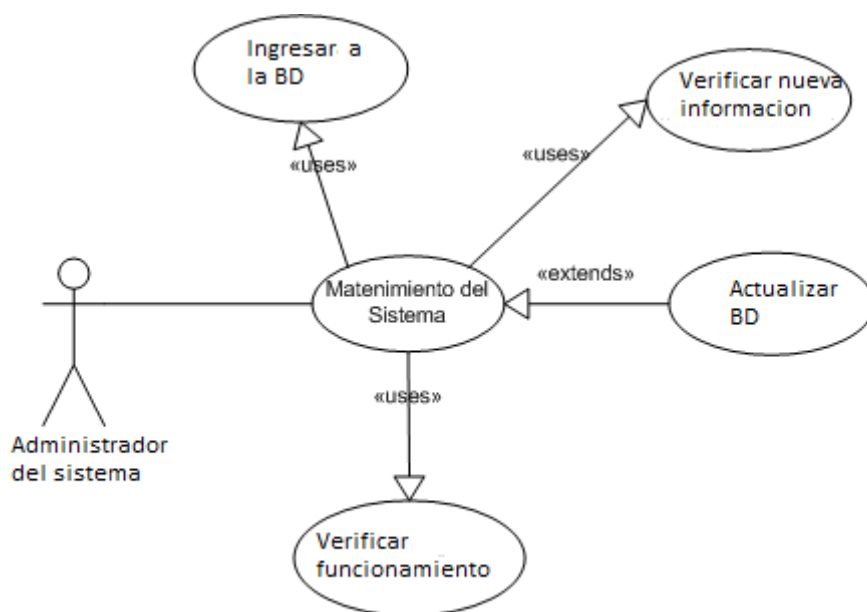 Ingresar a
la BD
Verificar nueva
informacion
«uses»
«uses»
«extends»
Matenimiento del
Sistema
Actualizar
BD
«uses»
Administrador
del sistema
Verificar
funcionamiento